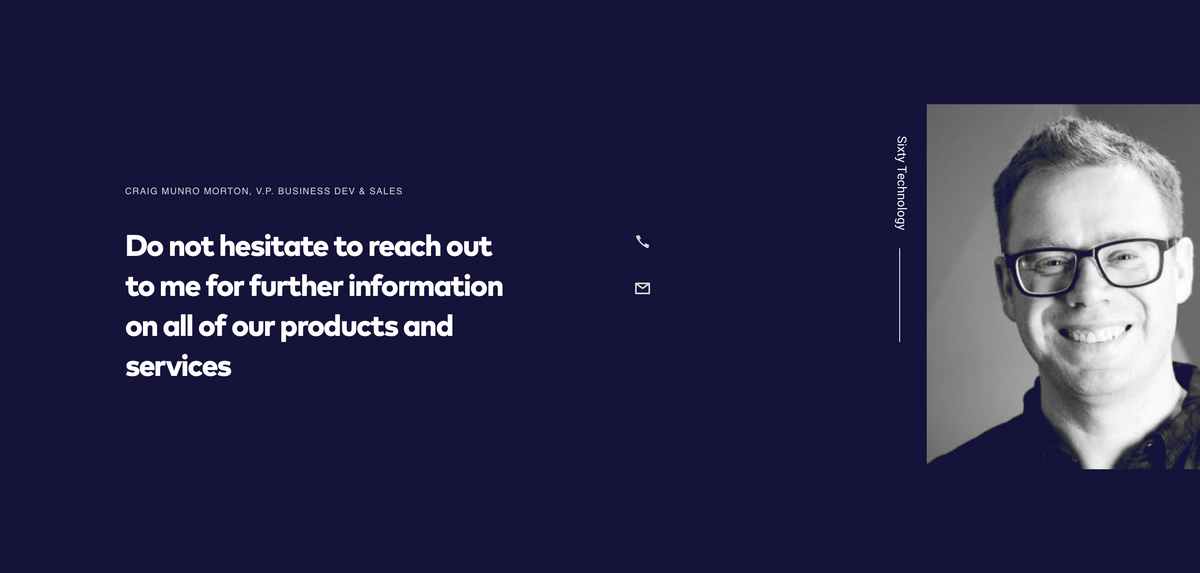 CRAIG MUNRO MORTON, V.P. BUSINESS DEV & SALES
Do not hesitate to reach out
to me for further information
on all of our products and
services
Sixty Technology